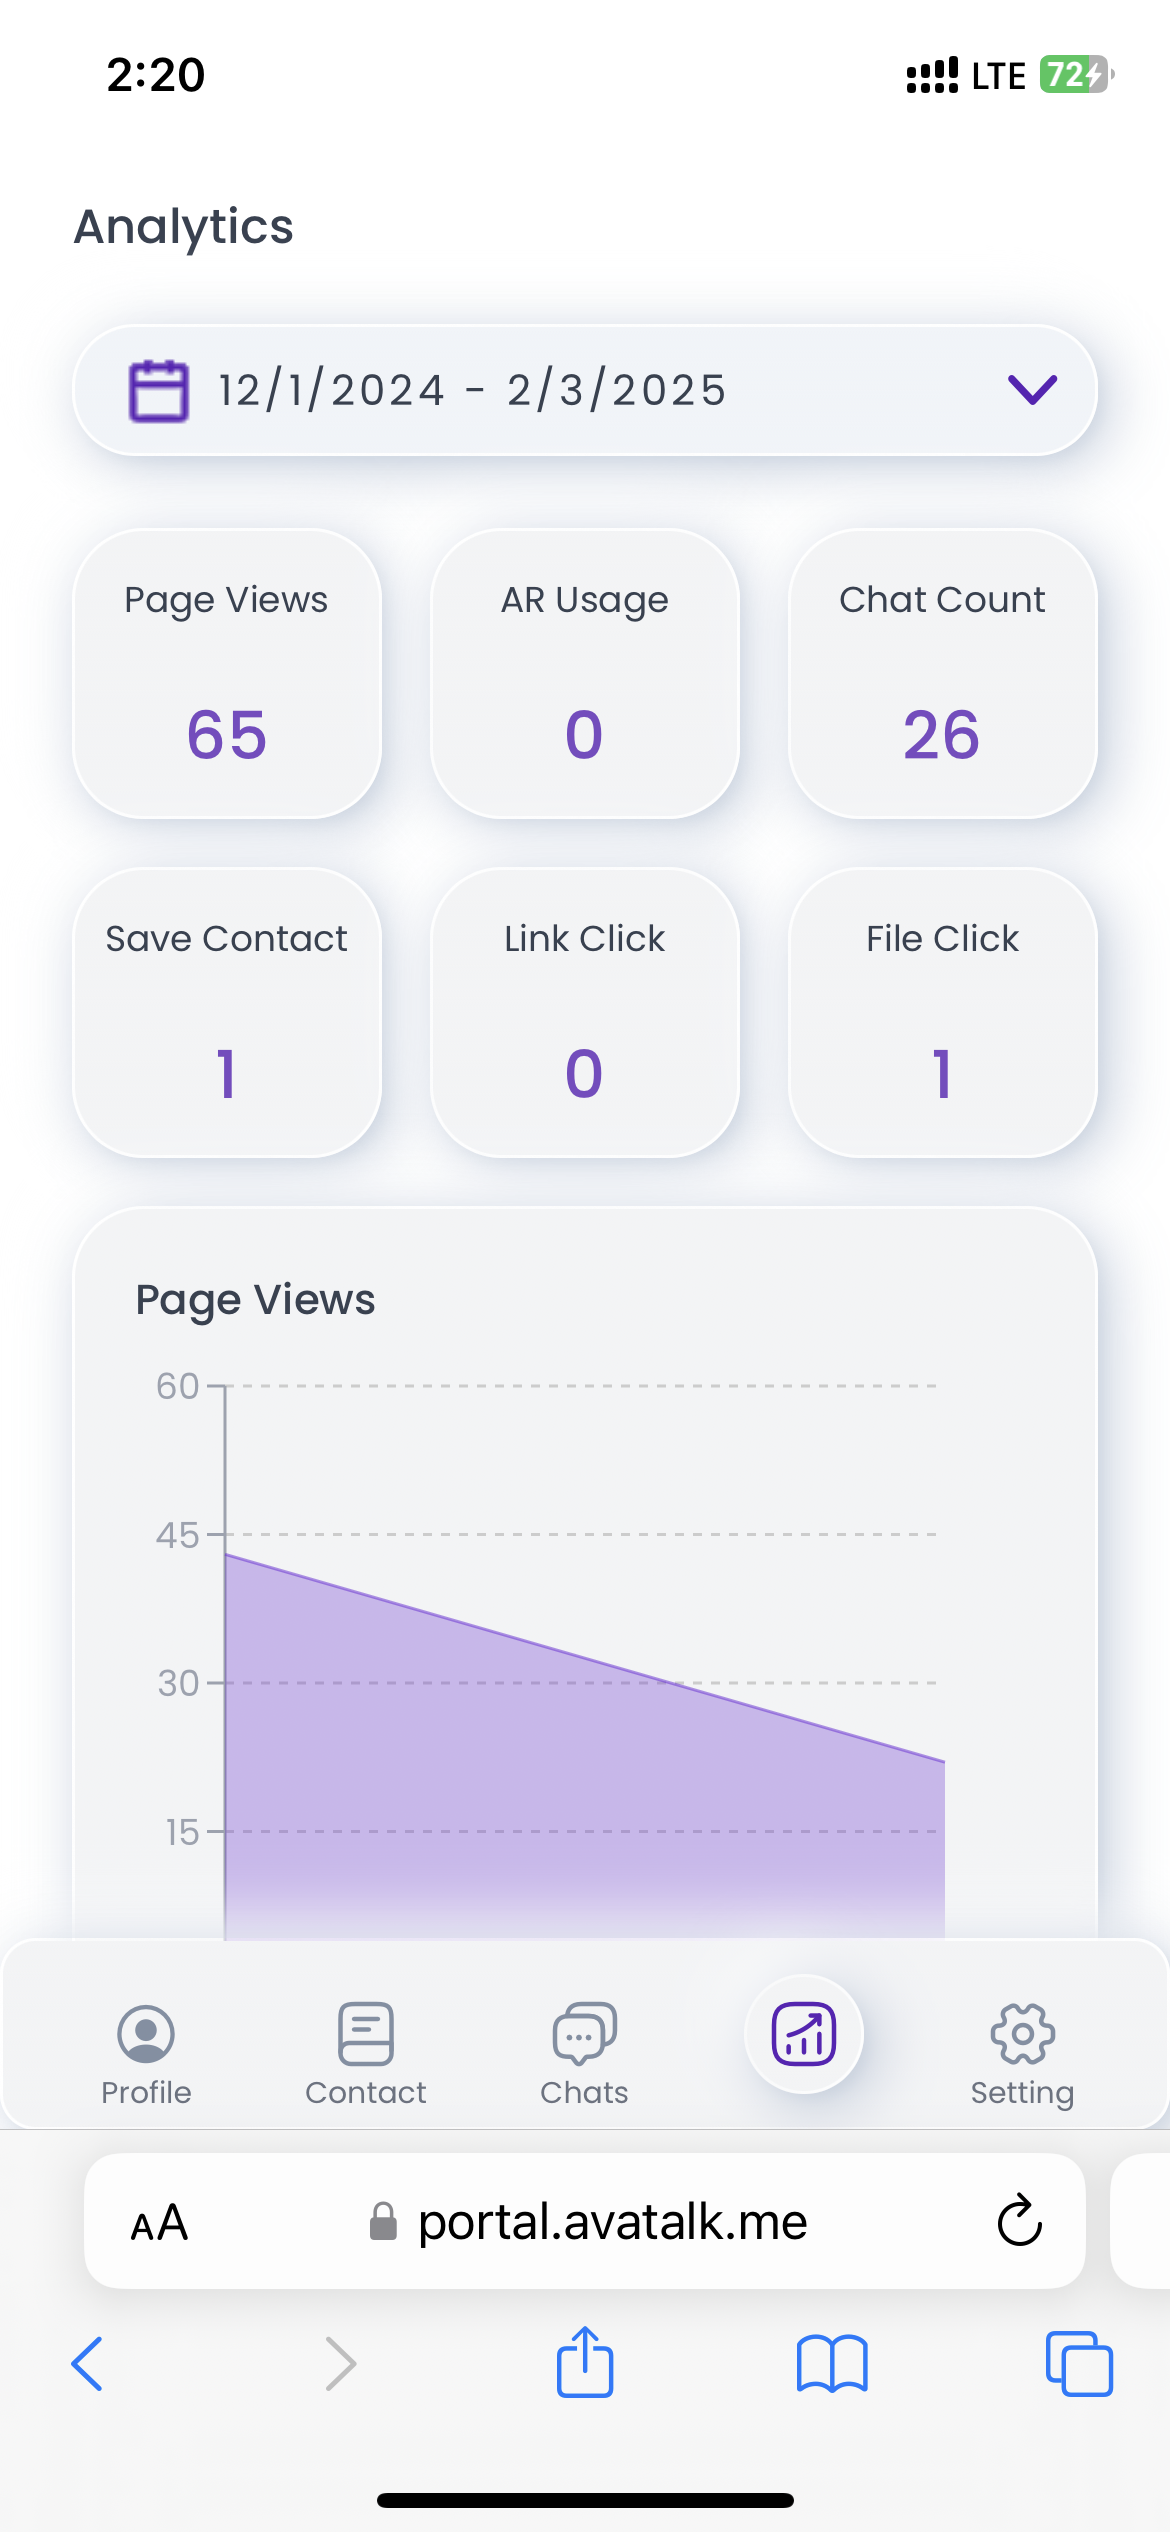 2:20 LTE 72
Analytics
12/1/2024 - 2/3/2025
Page Views AR Usage Chat Count
65 0 26
Save Contact Link Click File Click
1 0 1
Page Views
60
45
30
15
Profile Contact Chats Setting
AA portal.avatalk.me